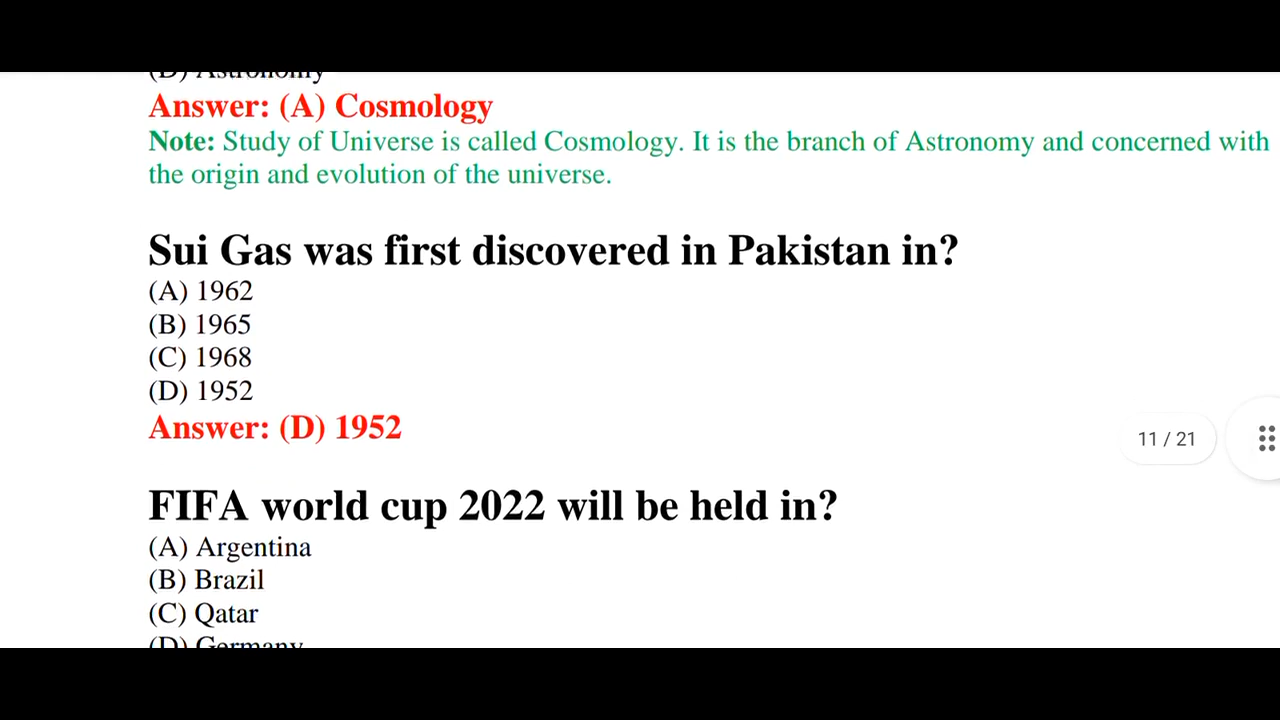 (D) Astronomy
Answer: (A) Cosmology
Note: Study of Universe is called Cosmology. It is the branch of Astronomy and concerned with
the origin and evolution of the universe.
Sui Gas was first discovered in Pakistan in?
(A) 1962
(B) 1965
(C) 1968
(D) 1952
Answer: (D) 1952
11 / 21
FIFA world cup 2022 will be held in?
(A) Argentina
(B) Brazil
(C) Qatar
(D) Germany